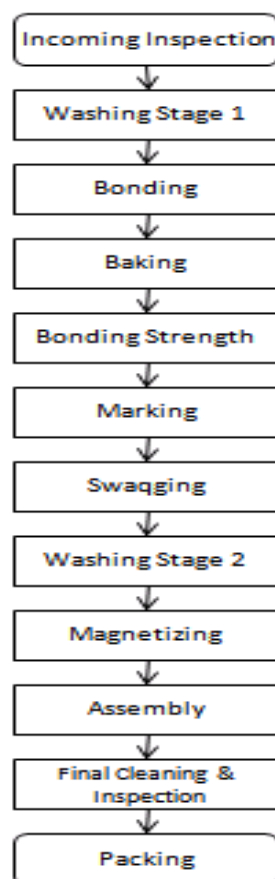 Incoming Inspection
Washing Stage 1
Bonding
Baking
Bonding Strength
Marking
Swaqging
Washing Stage 2
Magnetizing
Assembly
Final Cleaning &
Inspection
Packing